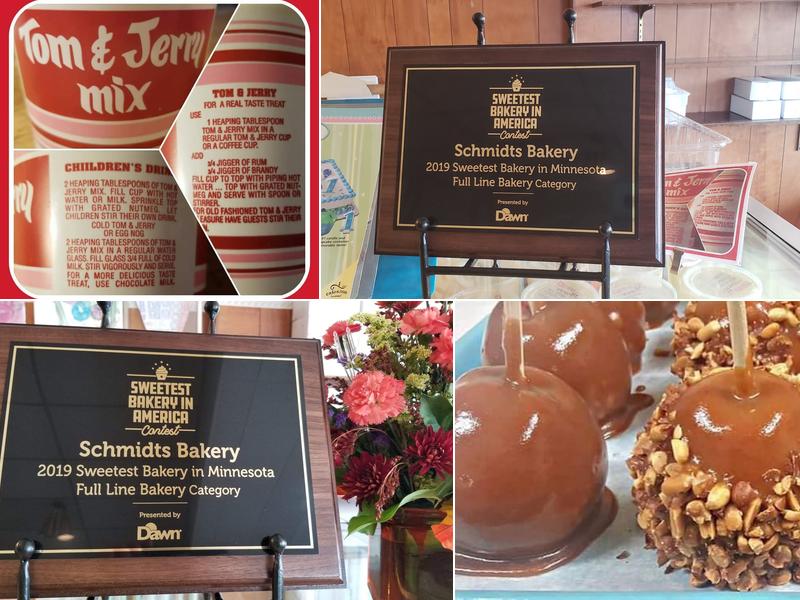 Tom & Jerry
mix
TOM & JERRY
FOR A REAL TASTE TREAT
USE
1 HEAPING TABLESPOON
TOM & JERRY MIX IN A
REGULAR TOM & JERRY CUP
OR A COFFEE CUP.
ADD
3/4 JIGGER OF RUM
3/4 JIGGER OF BRANDY
FILL CUP TO TOP WITH PIPING HOT
WATER ... TOP WITH GRATED NUT-
MEG AND SERVE WITH SPOON OR
STIRRER.
FOR OLD FASHIONED TOM & JERRY
EASURE HAVE GUESTS STIR THEIR
CHIILDREN'S DRIN
2 HEAPING TABLESPOONS OF TOM &
JERRY MIX. FILL CUP WITH HOT
WATER OR MILK. SPRINKLE TOP
WITH GRATED NUTMEG. LET
CHILDREN STIR THEIR OWN DRINK.
COLD TOM & JERRY
OR EGG NOG
2 HEAPING TABLESPOONS OF TOM &
JERRY MIX IN A REGULAR WATER
GLASS. FILL GLASS 3/4 FULL OF COLD
MILK. STIR VIGOROUSLY AND SERVE.
FOR A MORE DELICIOUS TASTE
TREAT, USE CHOCOLATE MILK.
SWEETEST
BAKERY IN
AMERICA
Contest
Schmidts Bakery
2019 Sweetest Bakery in Minnesota
Full Line Bakery Category
Presented by
Dawn
SWEETEST
BAKERY IN
AMERICA
Contest
Schmidts Bakery
2019 Sweetest Bakery in Minnesota
Full Line Bakery Category
Presented by
Dawn